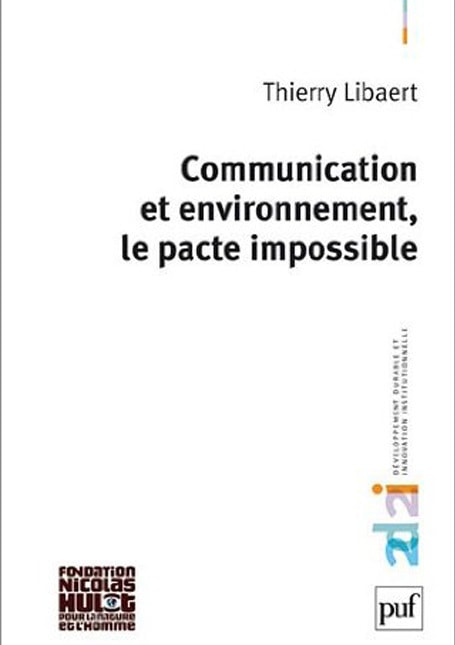 Thierry Libaert
Communication
et environnement,
le pacte impossible
DÉVELOPPEMENT DURABLE ET
INNOVATION INSTITUTIONNELLE
d2i
FONDATION
NICOLAS
HULOT
POUR LA NATURE
ET L'HOMME
puf